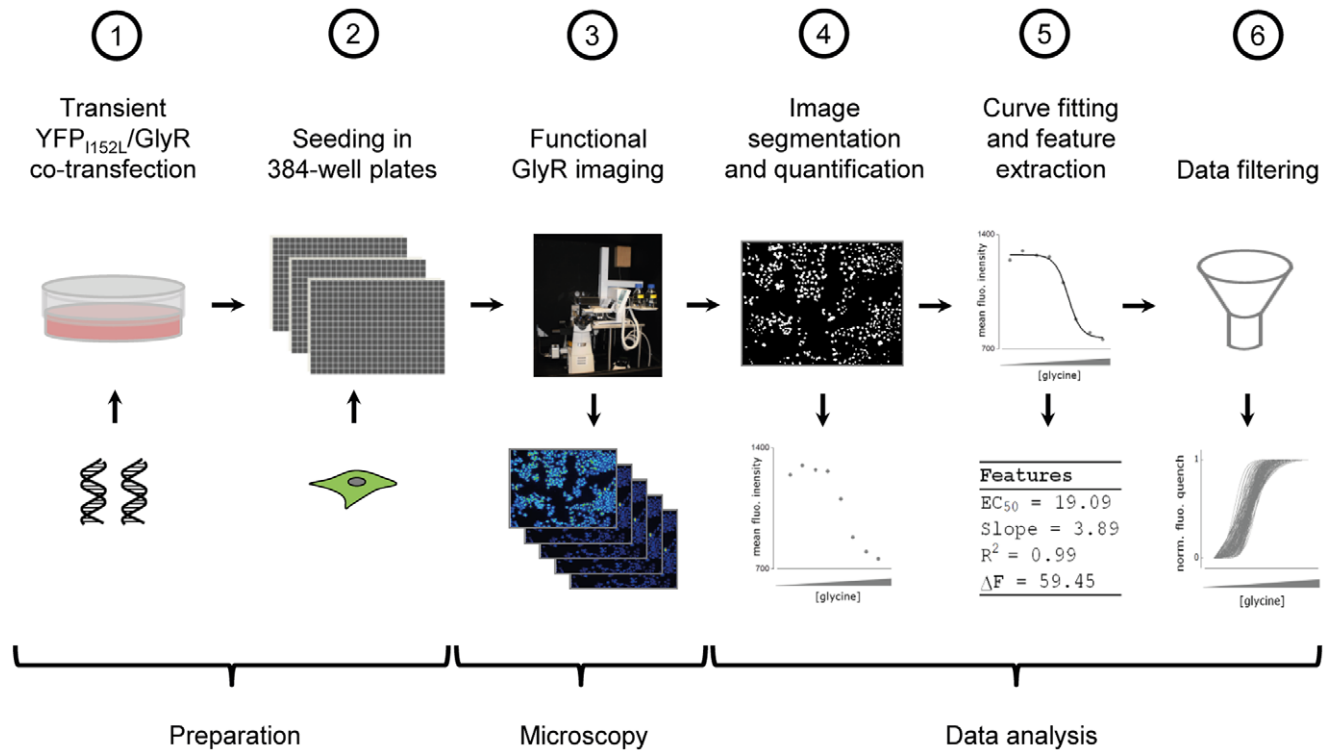 1
2
3
4
5
6
Transient
YFP_I152L/GlyR
co-transfection
Seeding in
384-well plates
Functional
GlyR imaging
Image
segmentation
and quantification
Curve fitting
and feature
extraction
Data filtering
1400
mean fluo. inensity
700
[glycine]
1400
mean fluo. inensity
700
[glycine]
Features
EC50 = 19.09
Slope = 3.89
R² = 0.99
ΔF = 59.45
1
norm. fluo. quench
0
[glycine]
Preparation
Microscopy
Data analysis